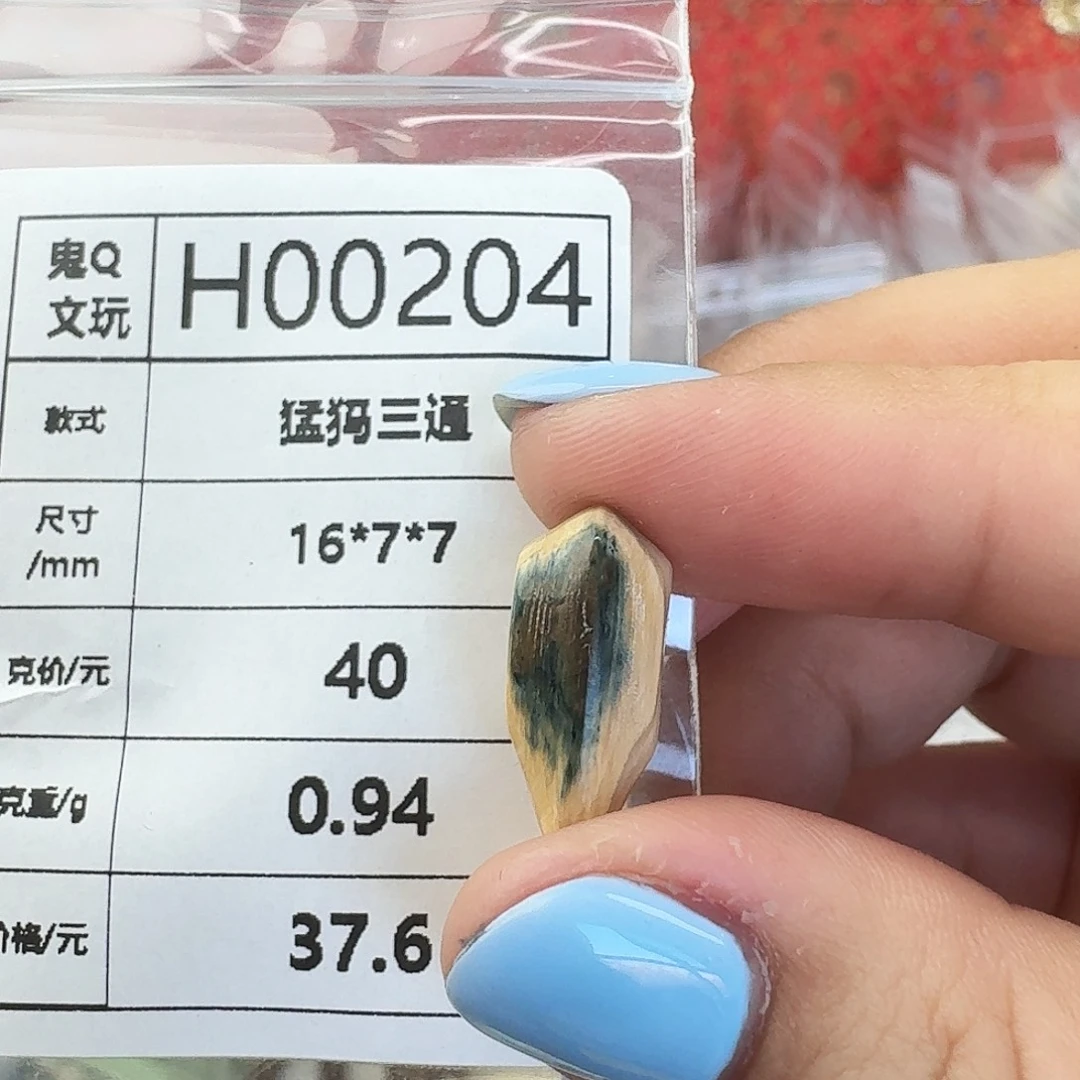 鬼Q
文玩
H00204
款式
猛犸三通
尺寸
/mm
16*7*7
克价/元
40
克重/g
0.94
价格/元
37.6